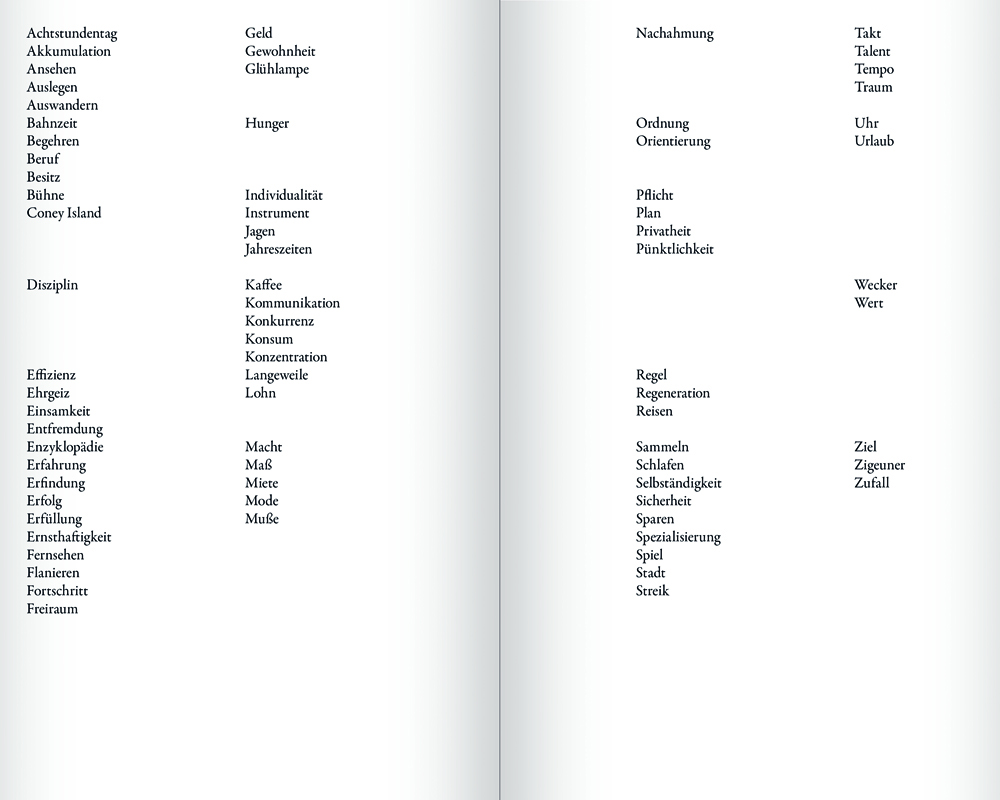 Achtstundentag
Akkumulation
Ansehen
Auslegen
Auswandern
Bahnzeit
Begehren
Beruf
Besitz
Bühne
Coney Island
Disziplin
Effizienz
Ehrgeiz
Einsamkeit
Entfremdung
Enzyklopädie
Erfahrung
Erfindung
Erfolg
Erfüllung
Ernsthaftigkeit
Fernsehen
Flanieren
Fortschritt
Freiraum
Geld
Gewohnheit
Glühlampe
Hunger
Individualität
Instrument
Jagen
Jahreszeiten
Kaffee
Kommunikation
Konkurrenz
Konsum
Konzentration
Langeweile
Lohn
Macht
Maß
Miete
Mode
Muße
Nachahmung
Ordnung
Orientierung
Pflicht
Plan
Privatheit
Pünktlichkeit
Regel
Regeneration
Reisen
Sammeln
Schlafen
Selbständigkeit
Sicherheit
Sparen
Spezialisierung
Spiel
Stadt
Streik
Takt
Talent
Tempo
Traum
Uhr
Urlaub
Wecker
Wert
Ziel
Zigeuner
Zufall